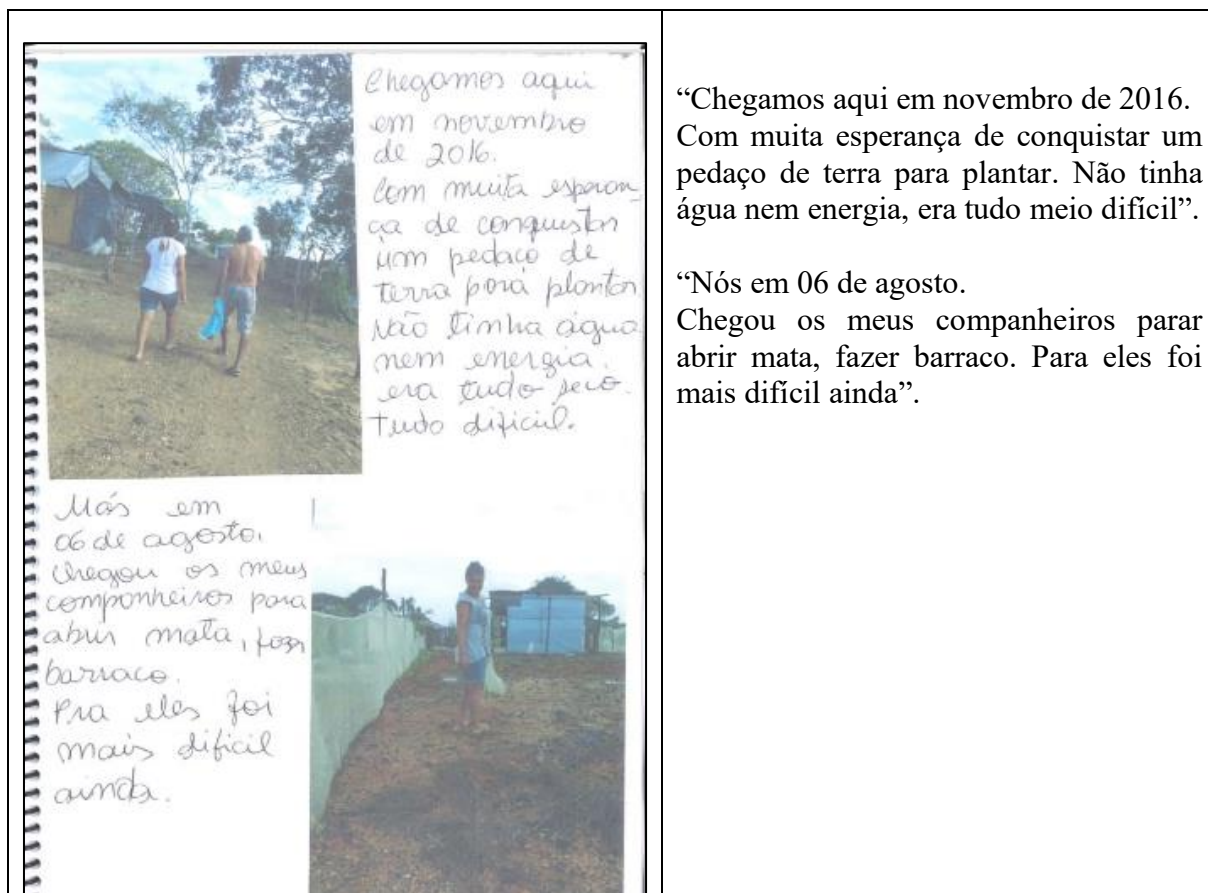 Chegamos aqui
em novembro
de 2016.
Com muita esperan_
ça de conquistar
um pedaço de
terra para plantar
Não tinha água
nem energia.
era tudo seco.
Tudo dificil.
Más em
06 de agosto.
Chegou os meus
companheiros para
abrir mata, fazer
barraco.
Pra eles foi
mais dificil
ainda.
“Chegamos aqui em novembro de 2016.
Com muita esperança de conquistar um
pedaço de terra para plantar. Não tinha
água nem energia, era tudo meio difícil”.
“Nós em 06 de agosto.
Chegou os meus companheiros parar
abrir mata, fazer barraco. Para eles foi
mais difícil ainda”.